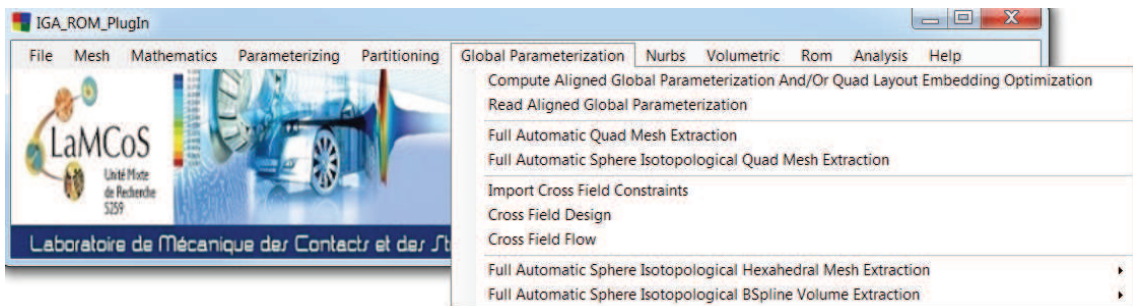 IGA_ROM_PlugIn
File Mesh Mathematics Parameterizing Partitioning Global Parameterization Nurbs Volumetric Rom Analysis Help
Compute Aligned Global Parameterization And/Or Quad Layout Embedding Optimization
Read Aligned Global Parameterization
Full Automatic Quad Mesh Extraction
Full Automatic Sphere Isotopological Quad Mesh Extraction
Import Cross Field Constraints
Cross Field Design
Cross Field Flow
Full Automatic Sphere Isotopological Hexahedral Mesh Extraction
Full Automatic Sphere Isotopological BSpline Volume Extraction
LaMCoS
Unité Mixte
de Recherche
5259
Laboratoire de Mécanique des Contacts et des St